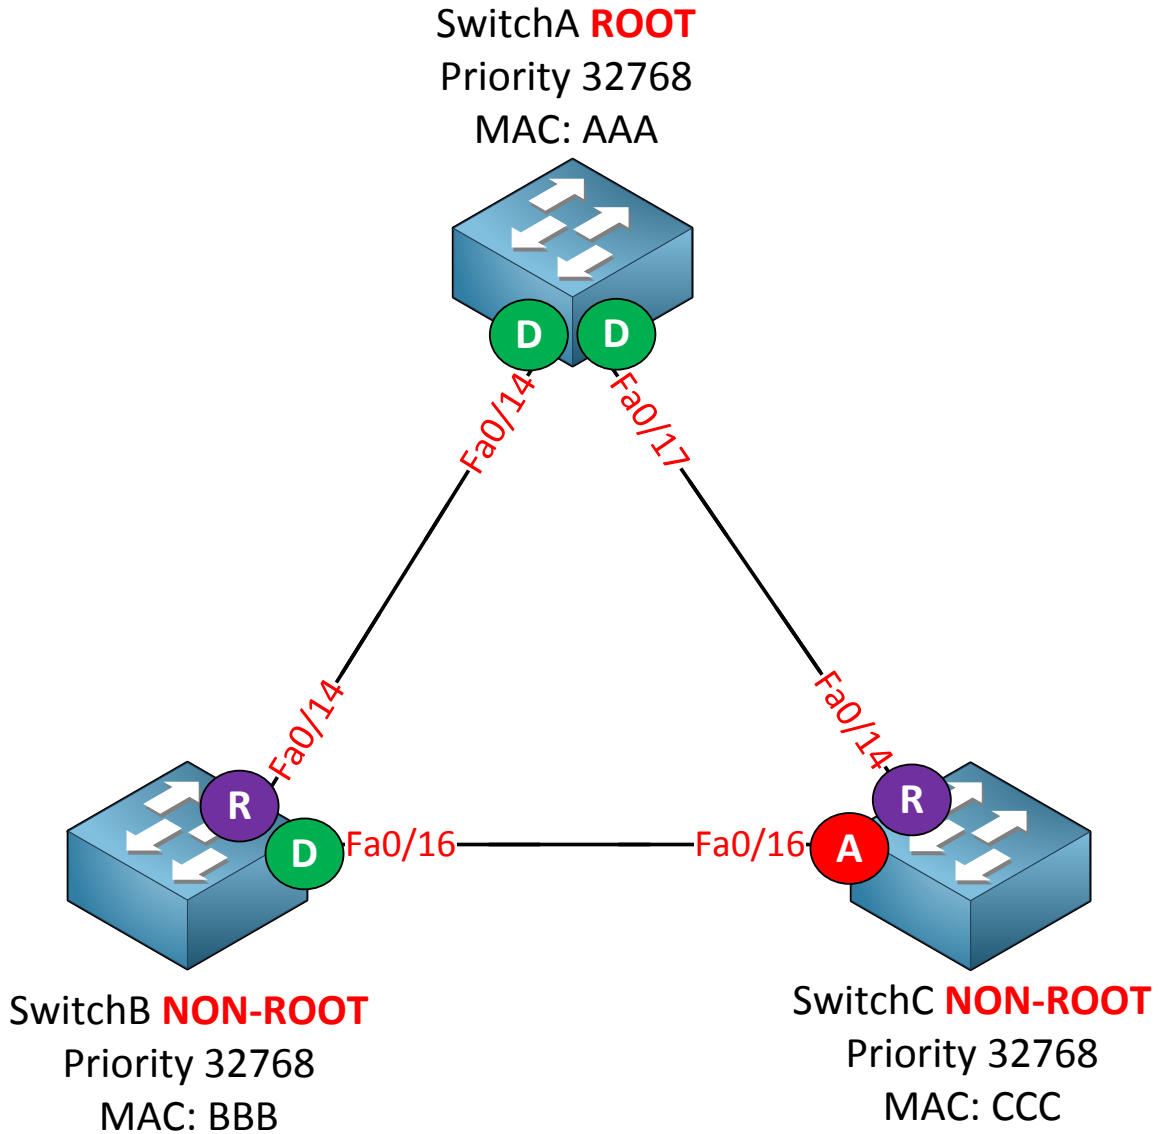 SwitchA ROOT
Priority 32768
MAC: AAA
D
D
Fa0/14
Fa0/17
Fa0/14
Fa0/14
R
R
D
Fa0/16
Fa0/16
A
SwitchB NON-ROOT
Priority 32768
MAC: BBB
SwitchC NON-ROOT
Priority 32768
MAC: CCC